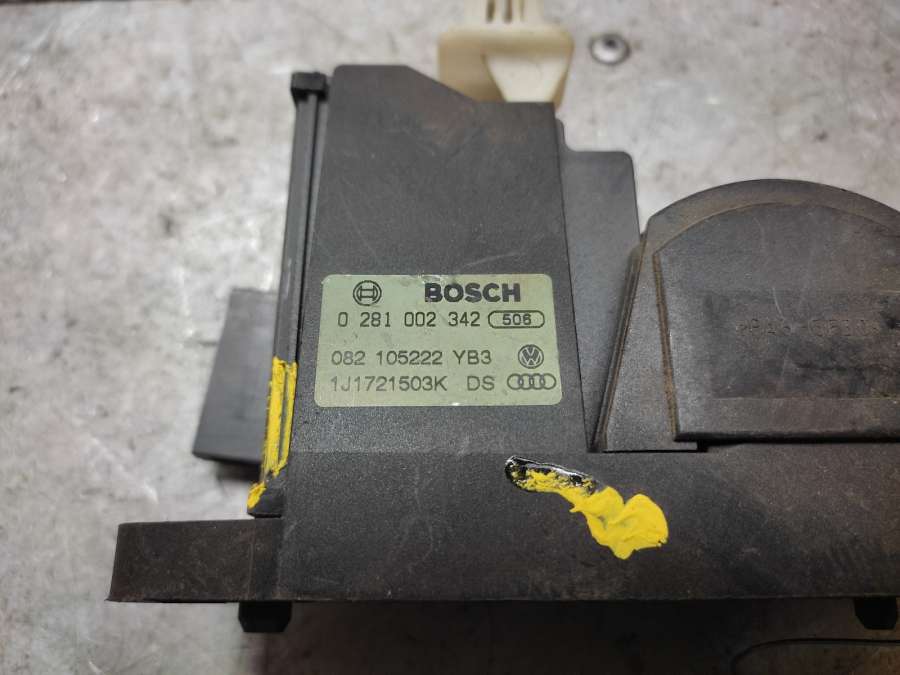 BOSCH
0 281 002 342 506
082 105222 YB3
1J1721503K DS